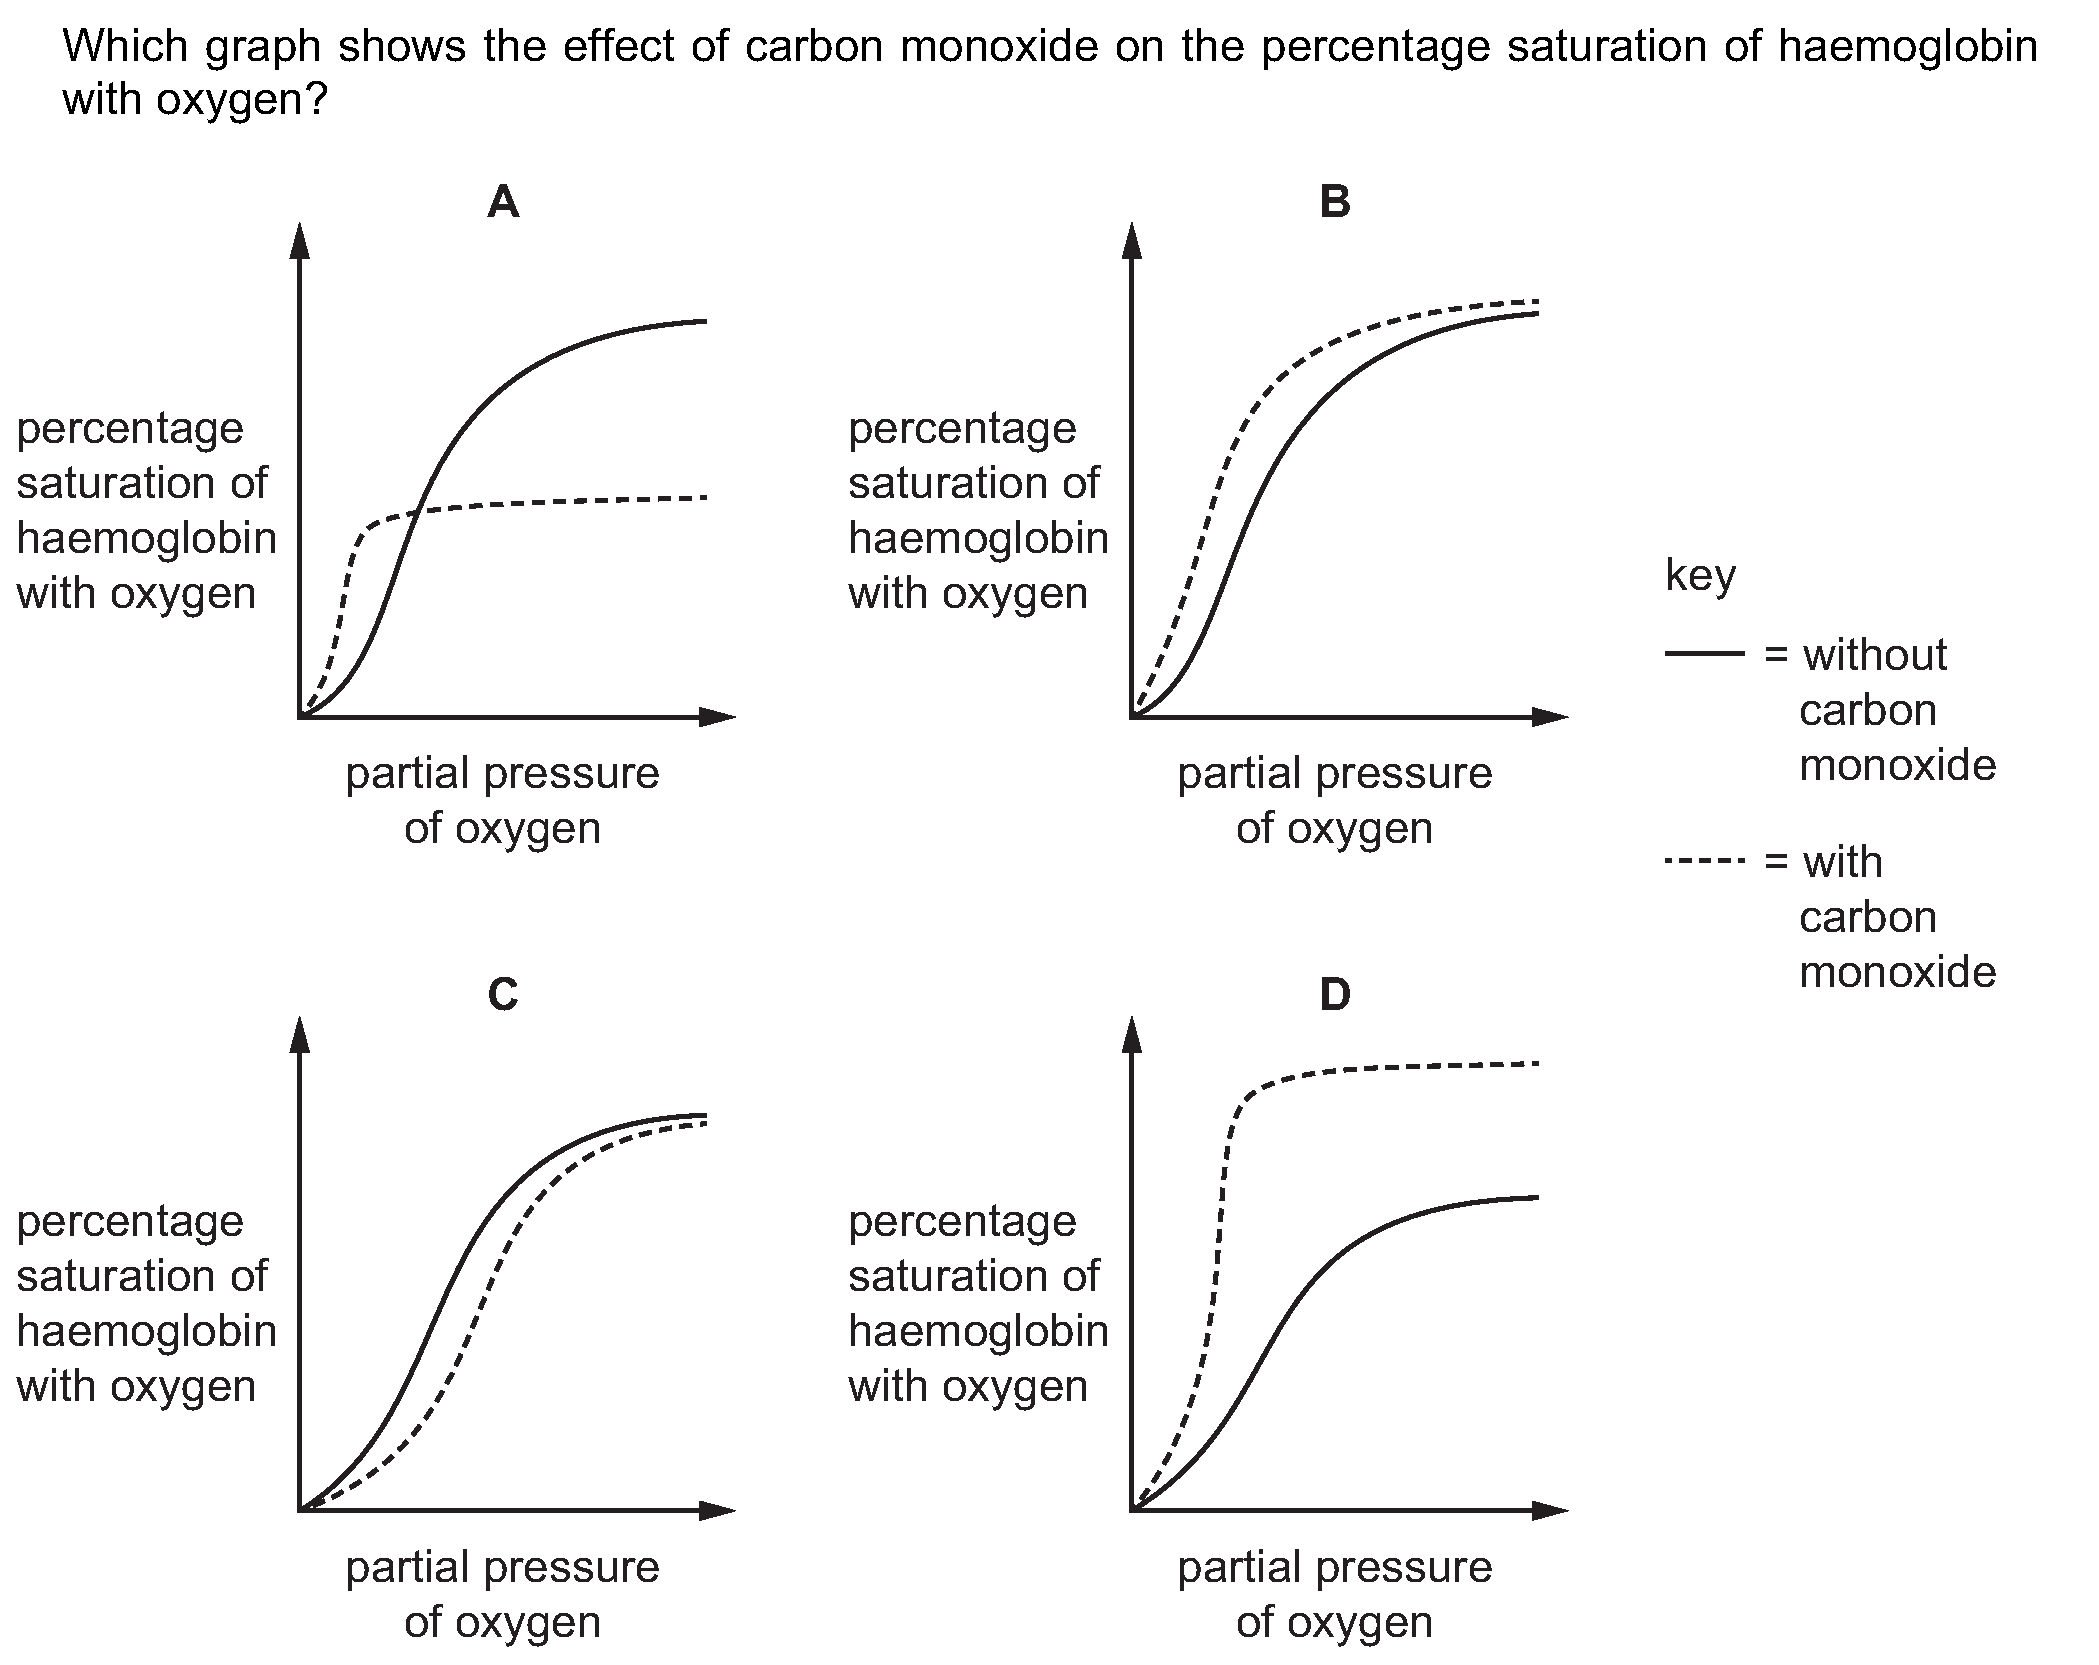 Which graph shows the effect of carbon monoxide on the percentage saturation of haemoglobin
with oxygen?
A
percentage
saturation of
haemoglobin
with oxygen
partial pressure
of oxygen
B
percentage
saturation of
haemoglobin
with oxygen
partial pressure
of oxygen
key
= without
carbon
monoxide
= with
carbon
monoxide
C
percentage
saturation of
haemoglobin
with oxygen
partial pressure
of oxygen
D
percentage
saturation of
haemoglobin
with oxygen
partial pressure
of oxygen